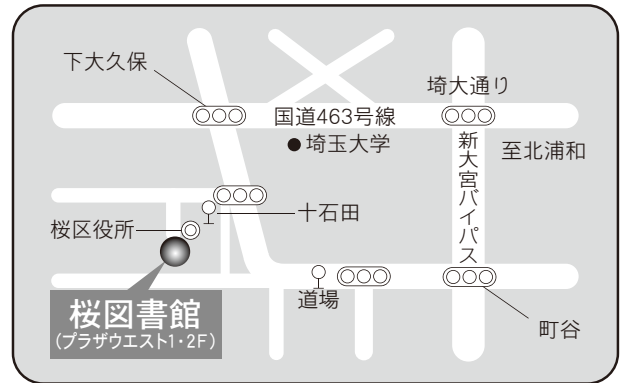 下大久保
埼大通り
国道463号線
埼玉大学
新大宮バイパス
至北浦和
十石田
桜区役所
道場
桜図書館
(プラザウエスト1・2F)
町谷